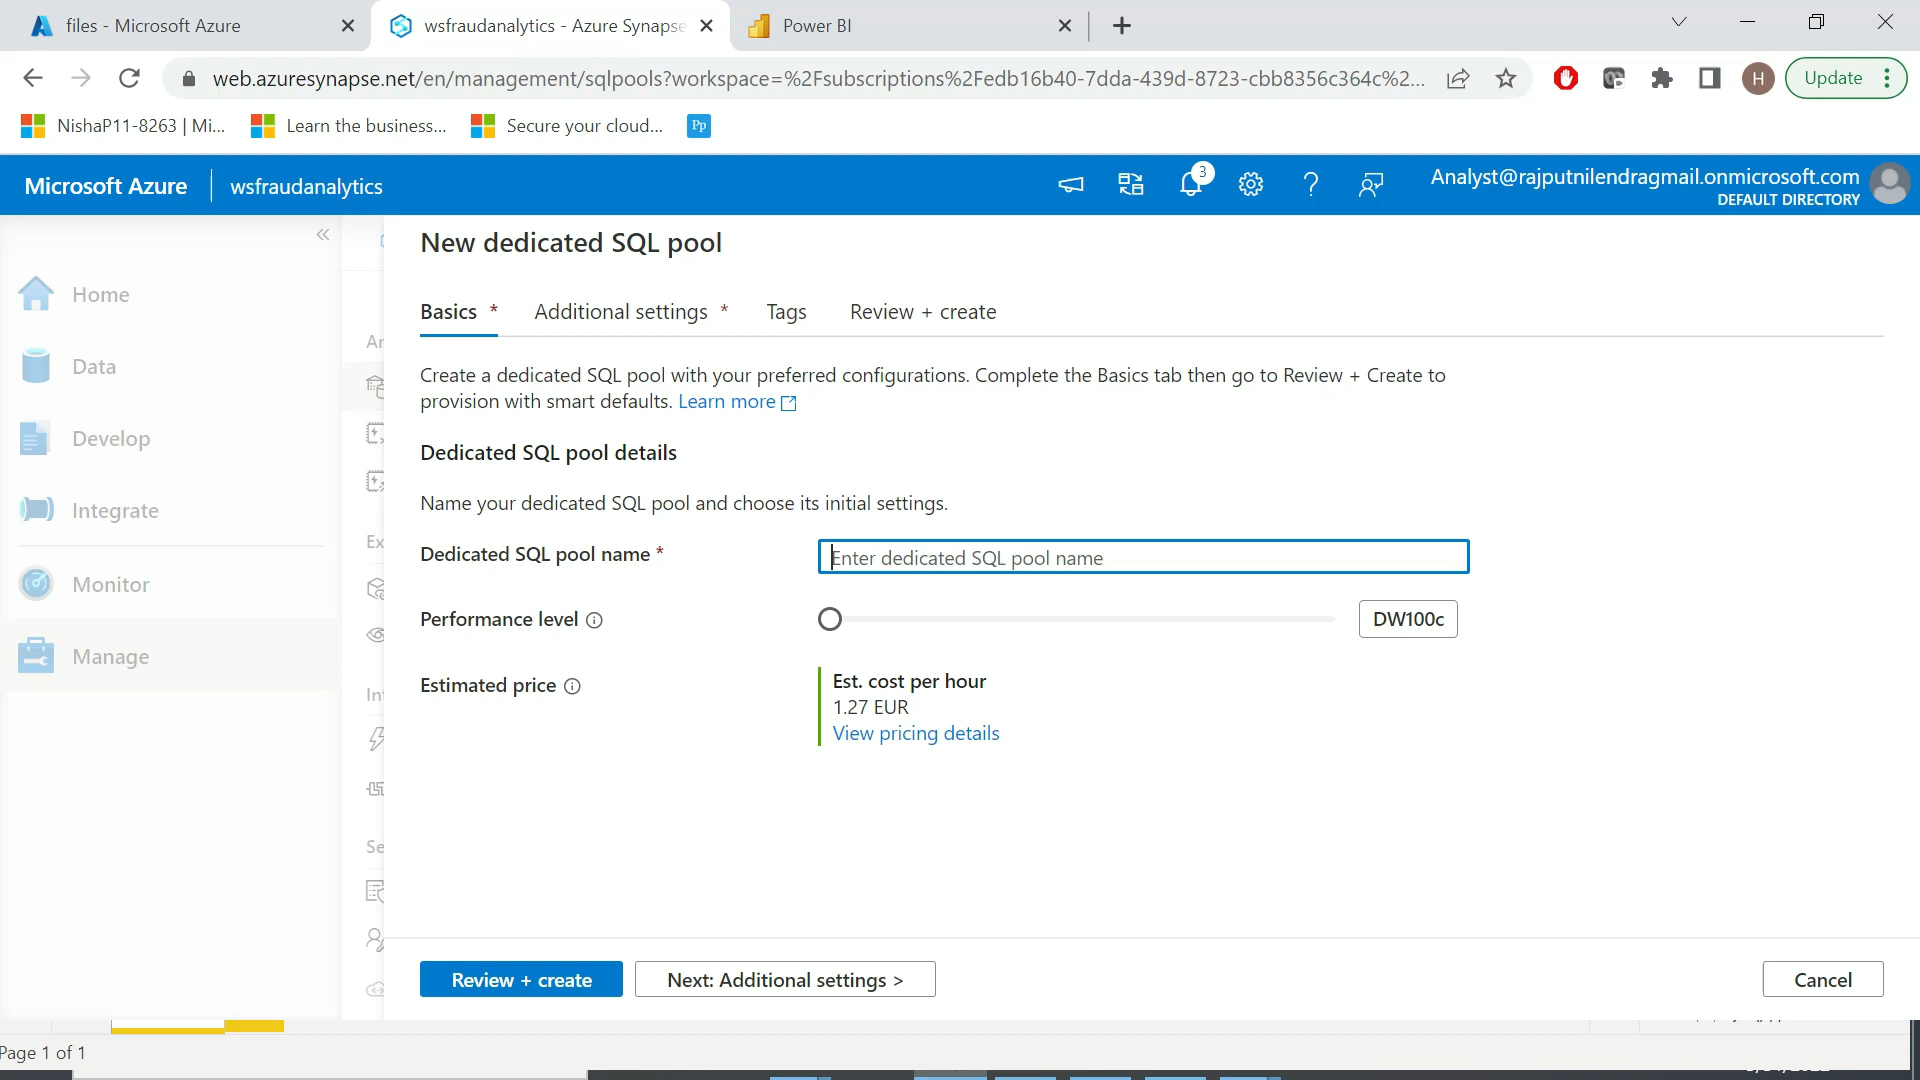 files - Microsoft Azure
wsfraudanalytics - Azure Synapse
Power BI
web.azuresynapse.net/en/management/sqlpools?workspace=%2Fsubscriptions%2Fedb16b40-7dda-439d-8723-cbb8356c364c%2...
H
Update
NishaP11-8263 | Mi...
Learn the business...
Secure your cloud...
Pp
Microsoft Azure
wsfraudanalytics
3
Analyst@rajputnilendragmail.onmicrosoft.com
DEFAULT DIRECTORY
Home
Data
Develop
Integrate
Monitor
Manage
An
Ex
Int
Se
New dedicated SQL pool
Basics *
Additional settings *
Tags
Review + create
Create a dedicated SQL pool with your preferred configurations. Complete the Basics tab then go to Review + Create to
provision with smart defaults. Learn more
Dedicated SQL pool details
Name your dedicated SQL pool and choose its initial settings.
Dedicated SQL pool name *
Enter dedicated SQL pool name
Performance level
DW100c
Estimated price
Est. cost per hour
1.27 EUR
View pricing details
Review + create
Next: Additional settings >
Cancel
Page 1 of 1